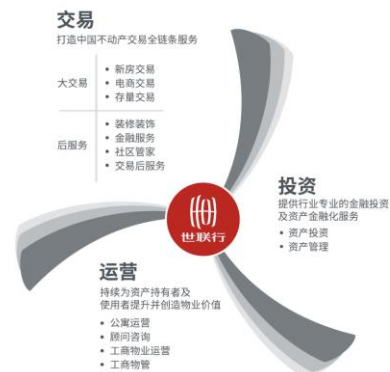 交易
打造中国不动产交易全链条服务
大交易
• 新房交易
• 电商交易
• 存量交易
后服务
• 装修装饰
• 金融服务
• 社区管家
• 交易后服务
世联行
投资
提供行业专业的金融投资
及资产金融化服务
• 资产投资
• 资产管理
运营
持续为资产持有者及
使用者提升并创造物业价值
• 公寓运营
• 顾问咨询
• 工商物业运营
• 工商物管